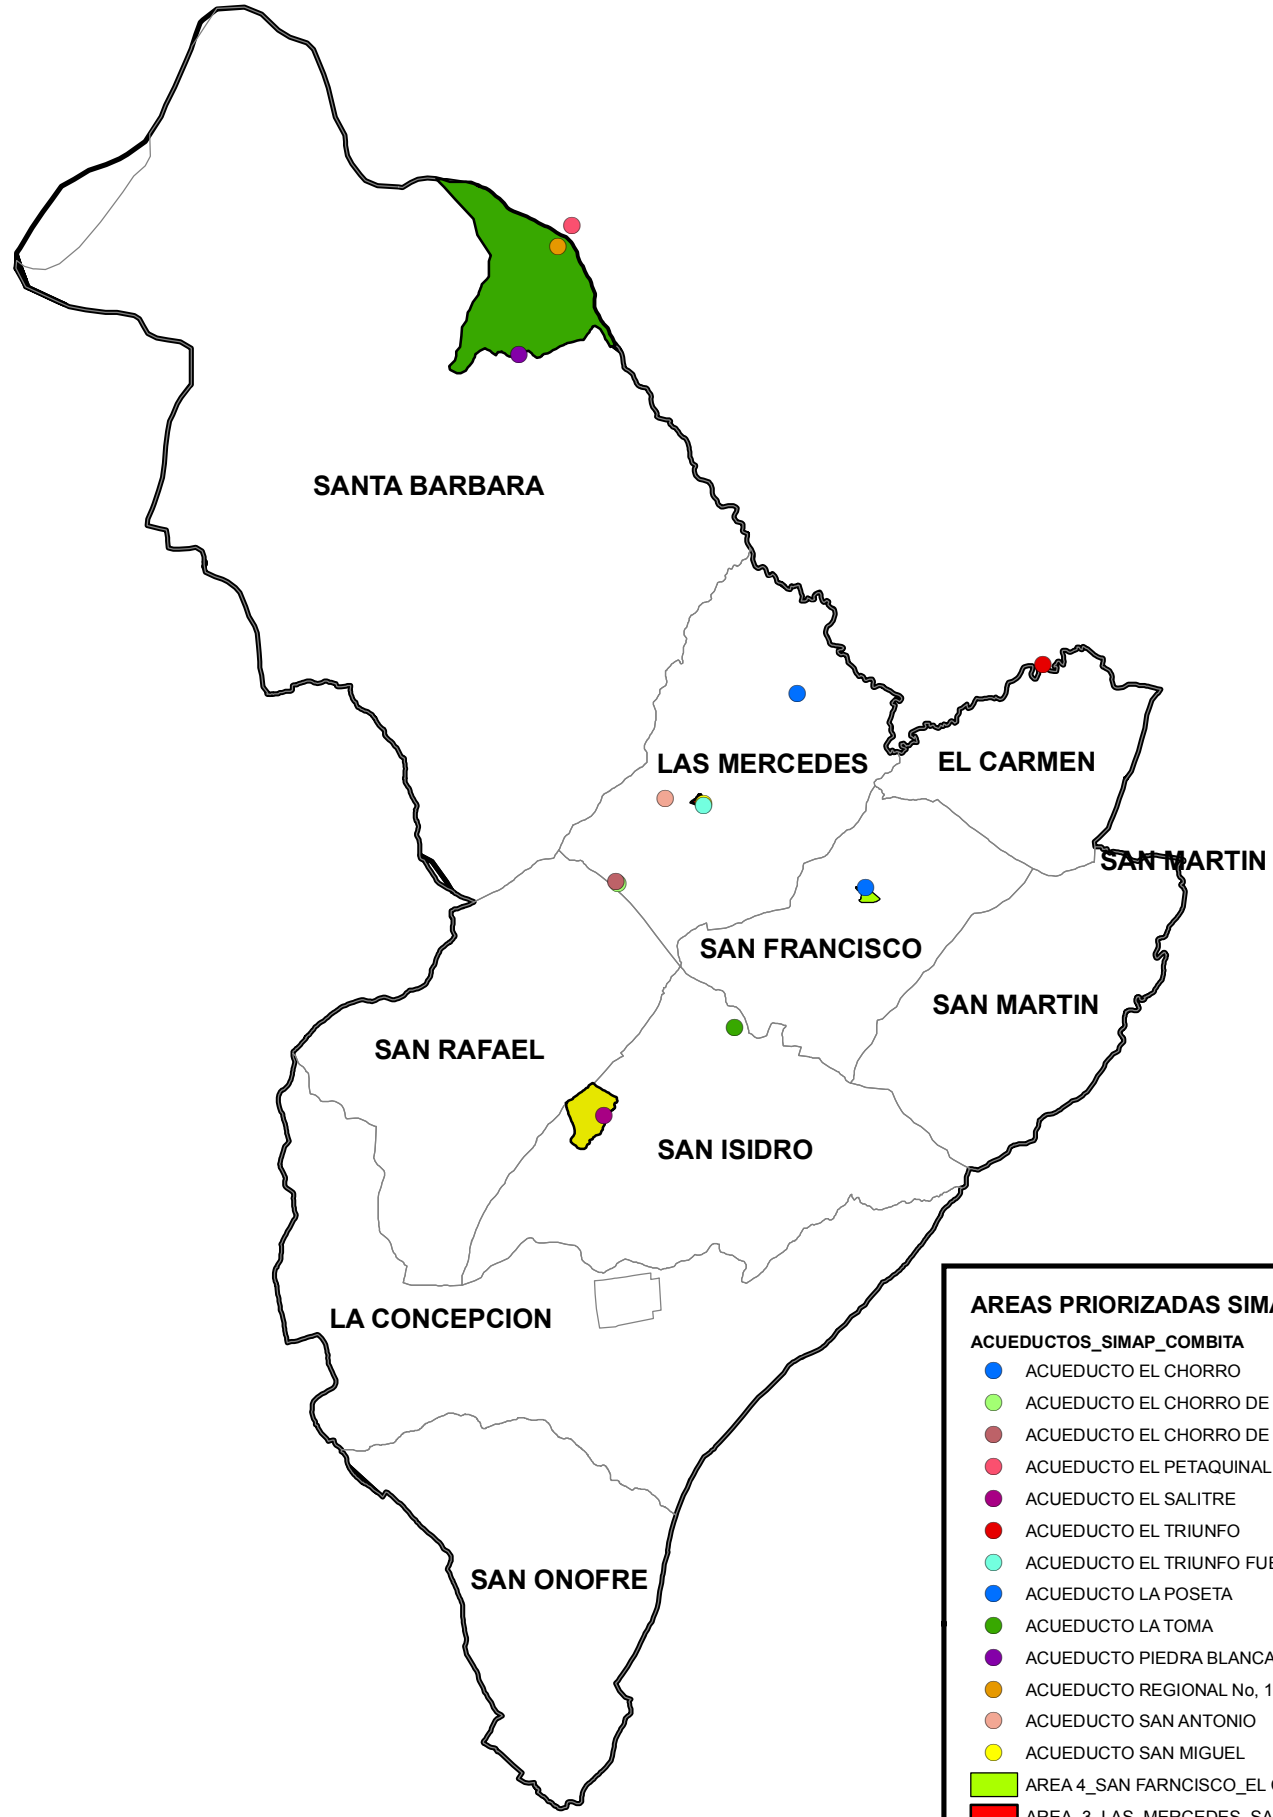 SANTA BARBARA
LAS MERCEDES
EL CARMEN
SAN MARTIN
SAN FRANCISCO
SAN MARTIN
SAN RAFAEL
SAN ISIDRO
LA CONCEPCION
SAN ONOFRE
AREAS PRIORIZADAS
ACUEDUCTOS_SIMAP_COMBITA
ACUEDUCTO EL CHORRO
ACUEDUCTO EL CHORRO DE
ACUEDUCTO EL CHORRO DE
ACUEDUCTO EL PETAQUINAL
ACUEDUCTO EL SALITRE
ACUEDUCTO EL TRIUNFO
ACUEDUCTO EL TRIUNFO
ACUEDUCTO LA POSETA
ACUEDUCTO LA TOMA
ACUEDUCTO PIEDRA BLANCA
ACUEDUCTO REGIONAL No, 1
ACUEDUCTO SAN ANTONIO
ACUEDUCTO SAN MIGUEL
AREA 4_SAN FARNCISCO_EL